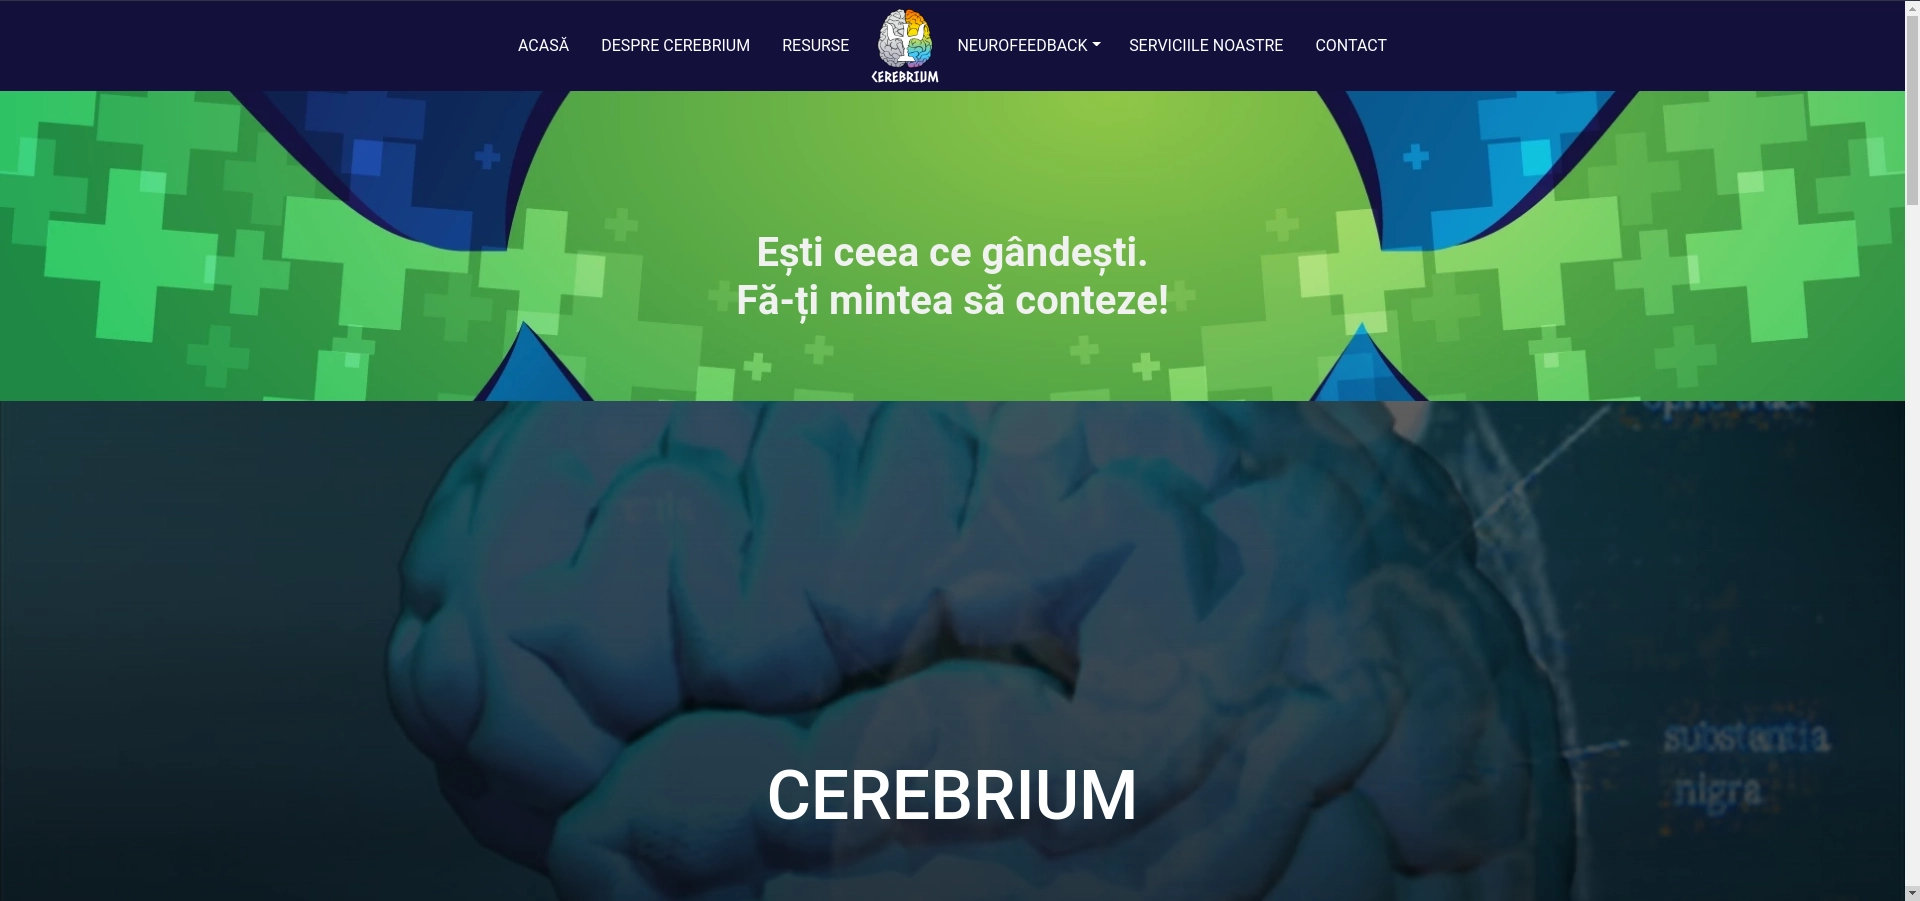 ACASĂ
DESPRE CEREBRIUM
RESURSE
CEREBRIUM
NEUROFEEDBACK
SERVICIILE NOASTRE
CONTACT
Ești ceea ce gândești.
Fă-ți mintea să conteze!
substantia
nigra
CEREBRIUM